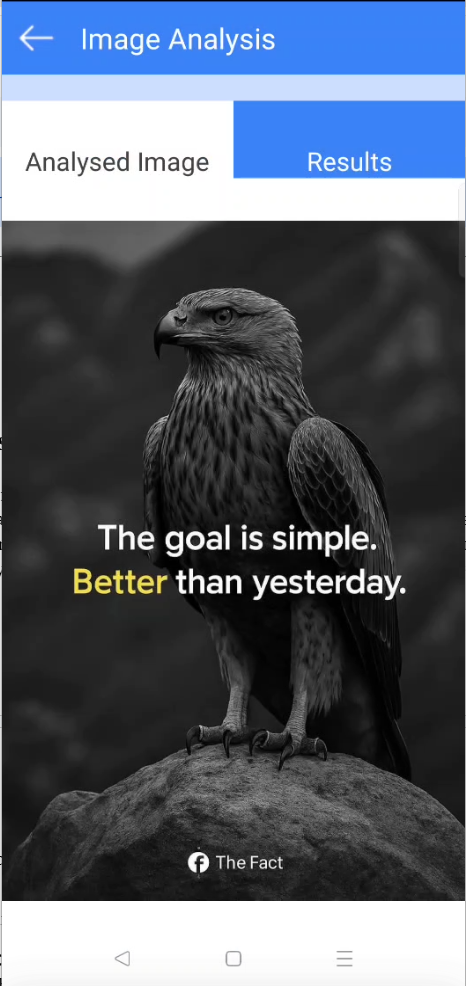 Image Analysis
Analysed Image
Results
The goal is simple.
Better than yesterday.
The Fact